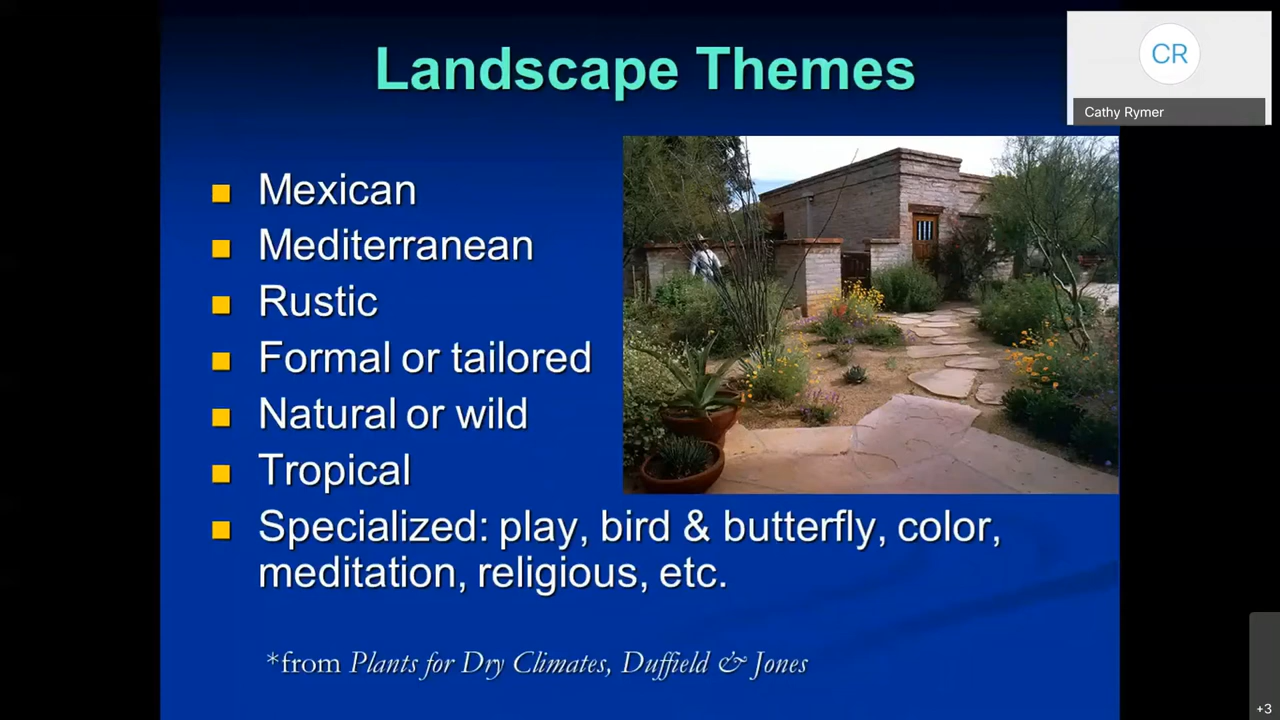 Landscape Themes
CR
Cathy Rymer
Mexican
Mediterranean
Rustic
Formal or tailored
Natural or wild
Tropical
Specialized: play, bird & butterfly, color,
meditation, religious, etc.
*from Plants for Dry Climates, Duffield & Jones
+3